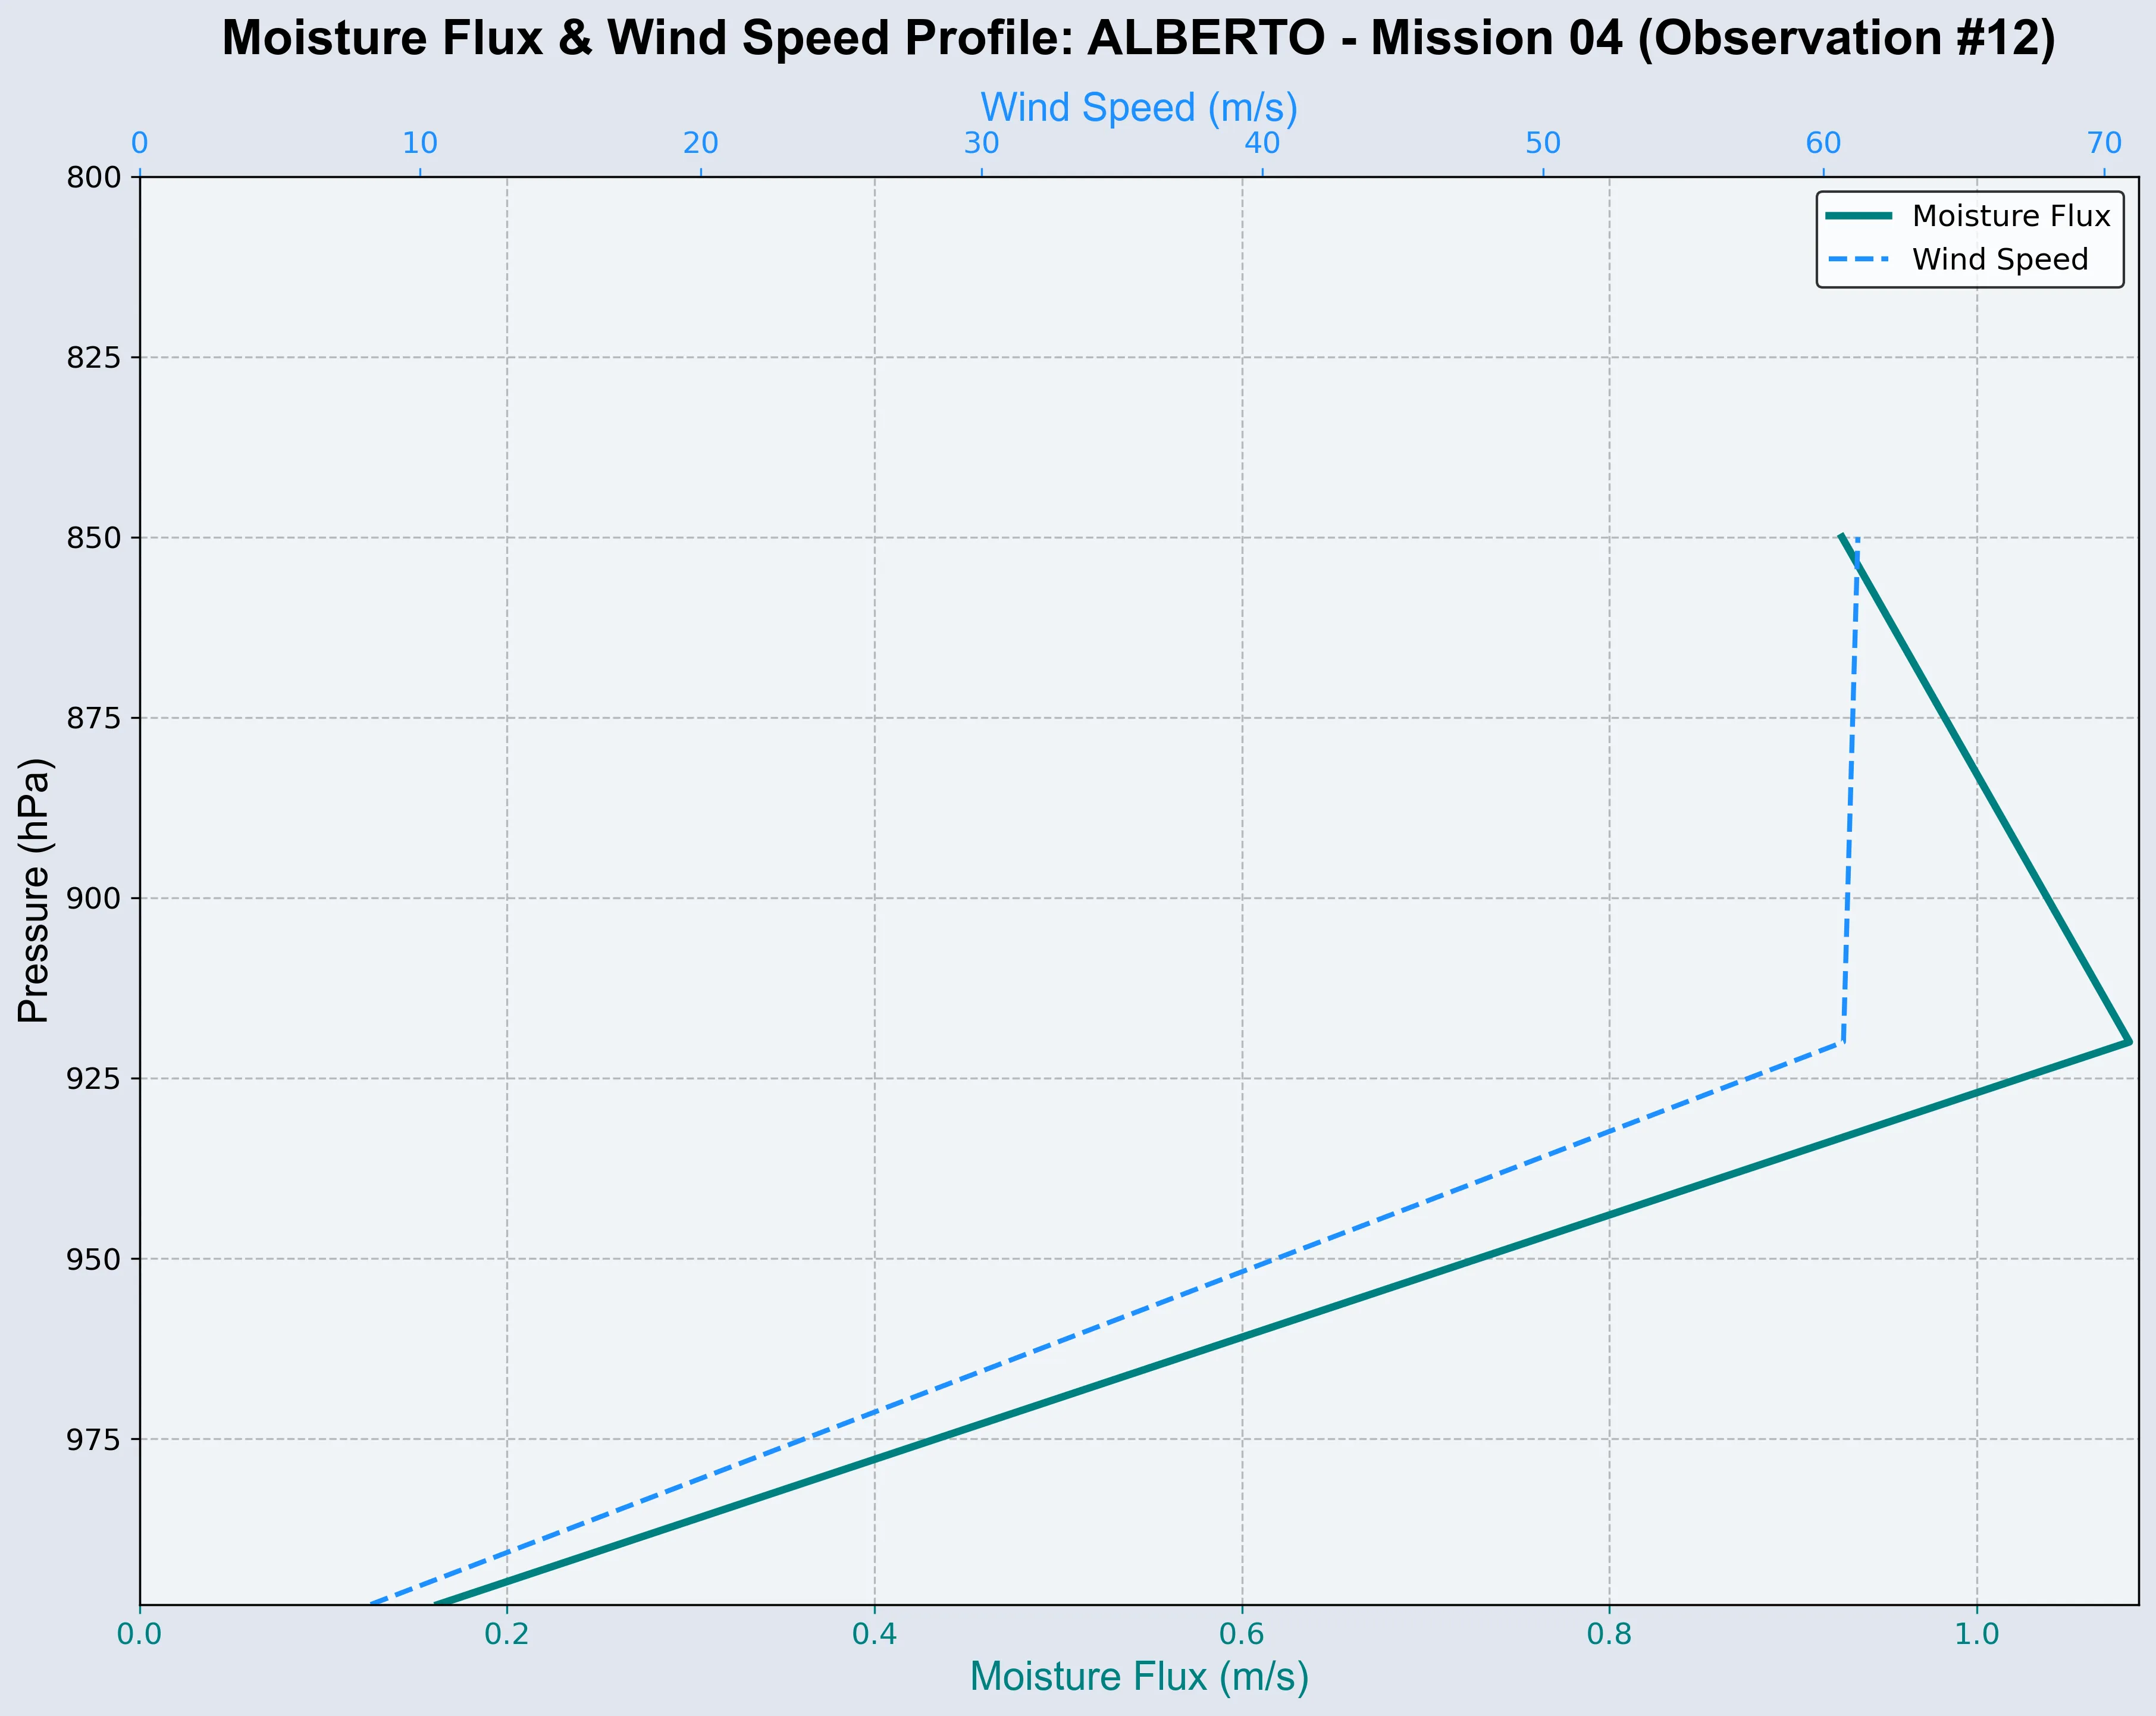 Moisture Flux & Wind Speed Profile: ALBERTO - Mission 04 (Observation #12)
Wind Speed (m/s)
0 10 20 30 40 50 60 70
Moisture Flux
Wind Speed
800
825
850
875
900
925
950
975
Pressure (hPa)
0.0 0.2 0.4 0.6 0.8 1.0
Moisture Flux (m/s)